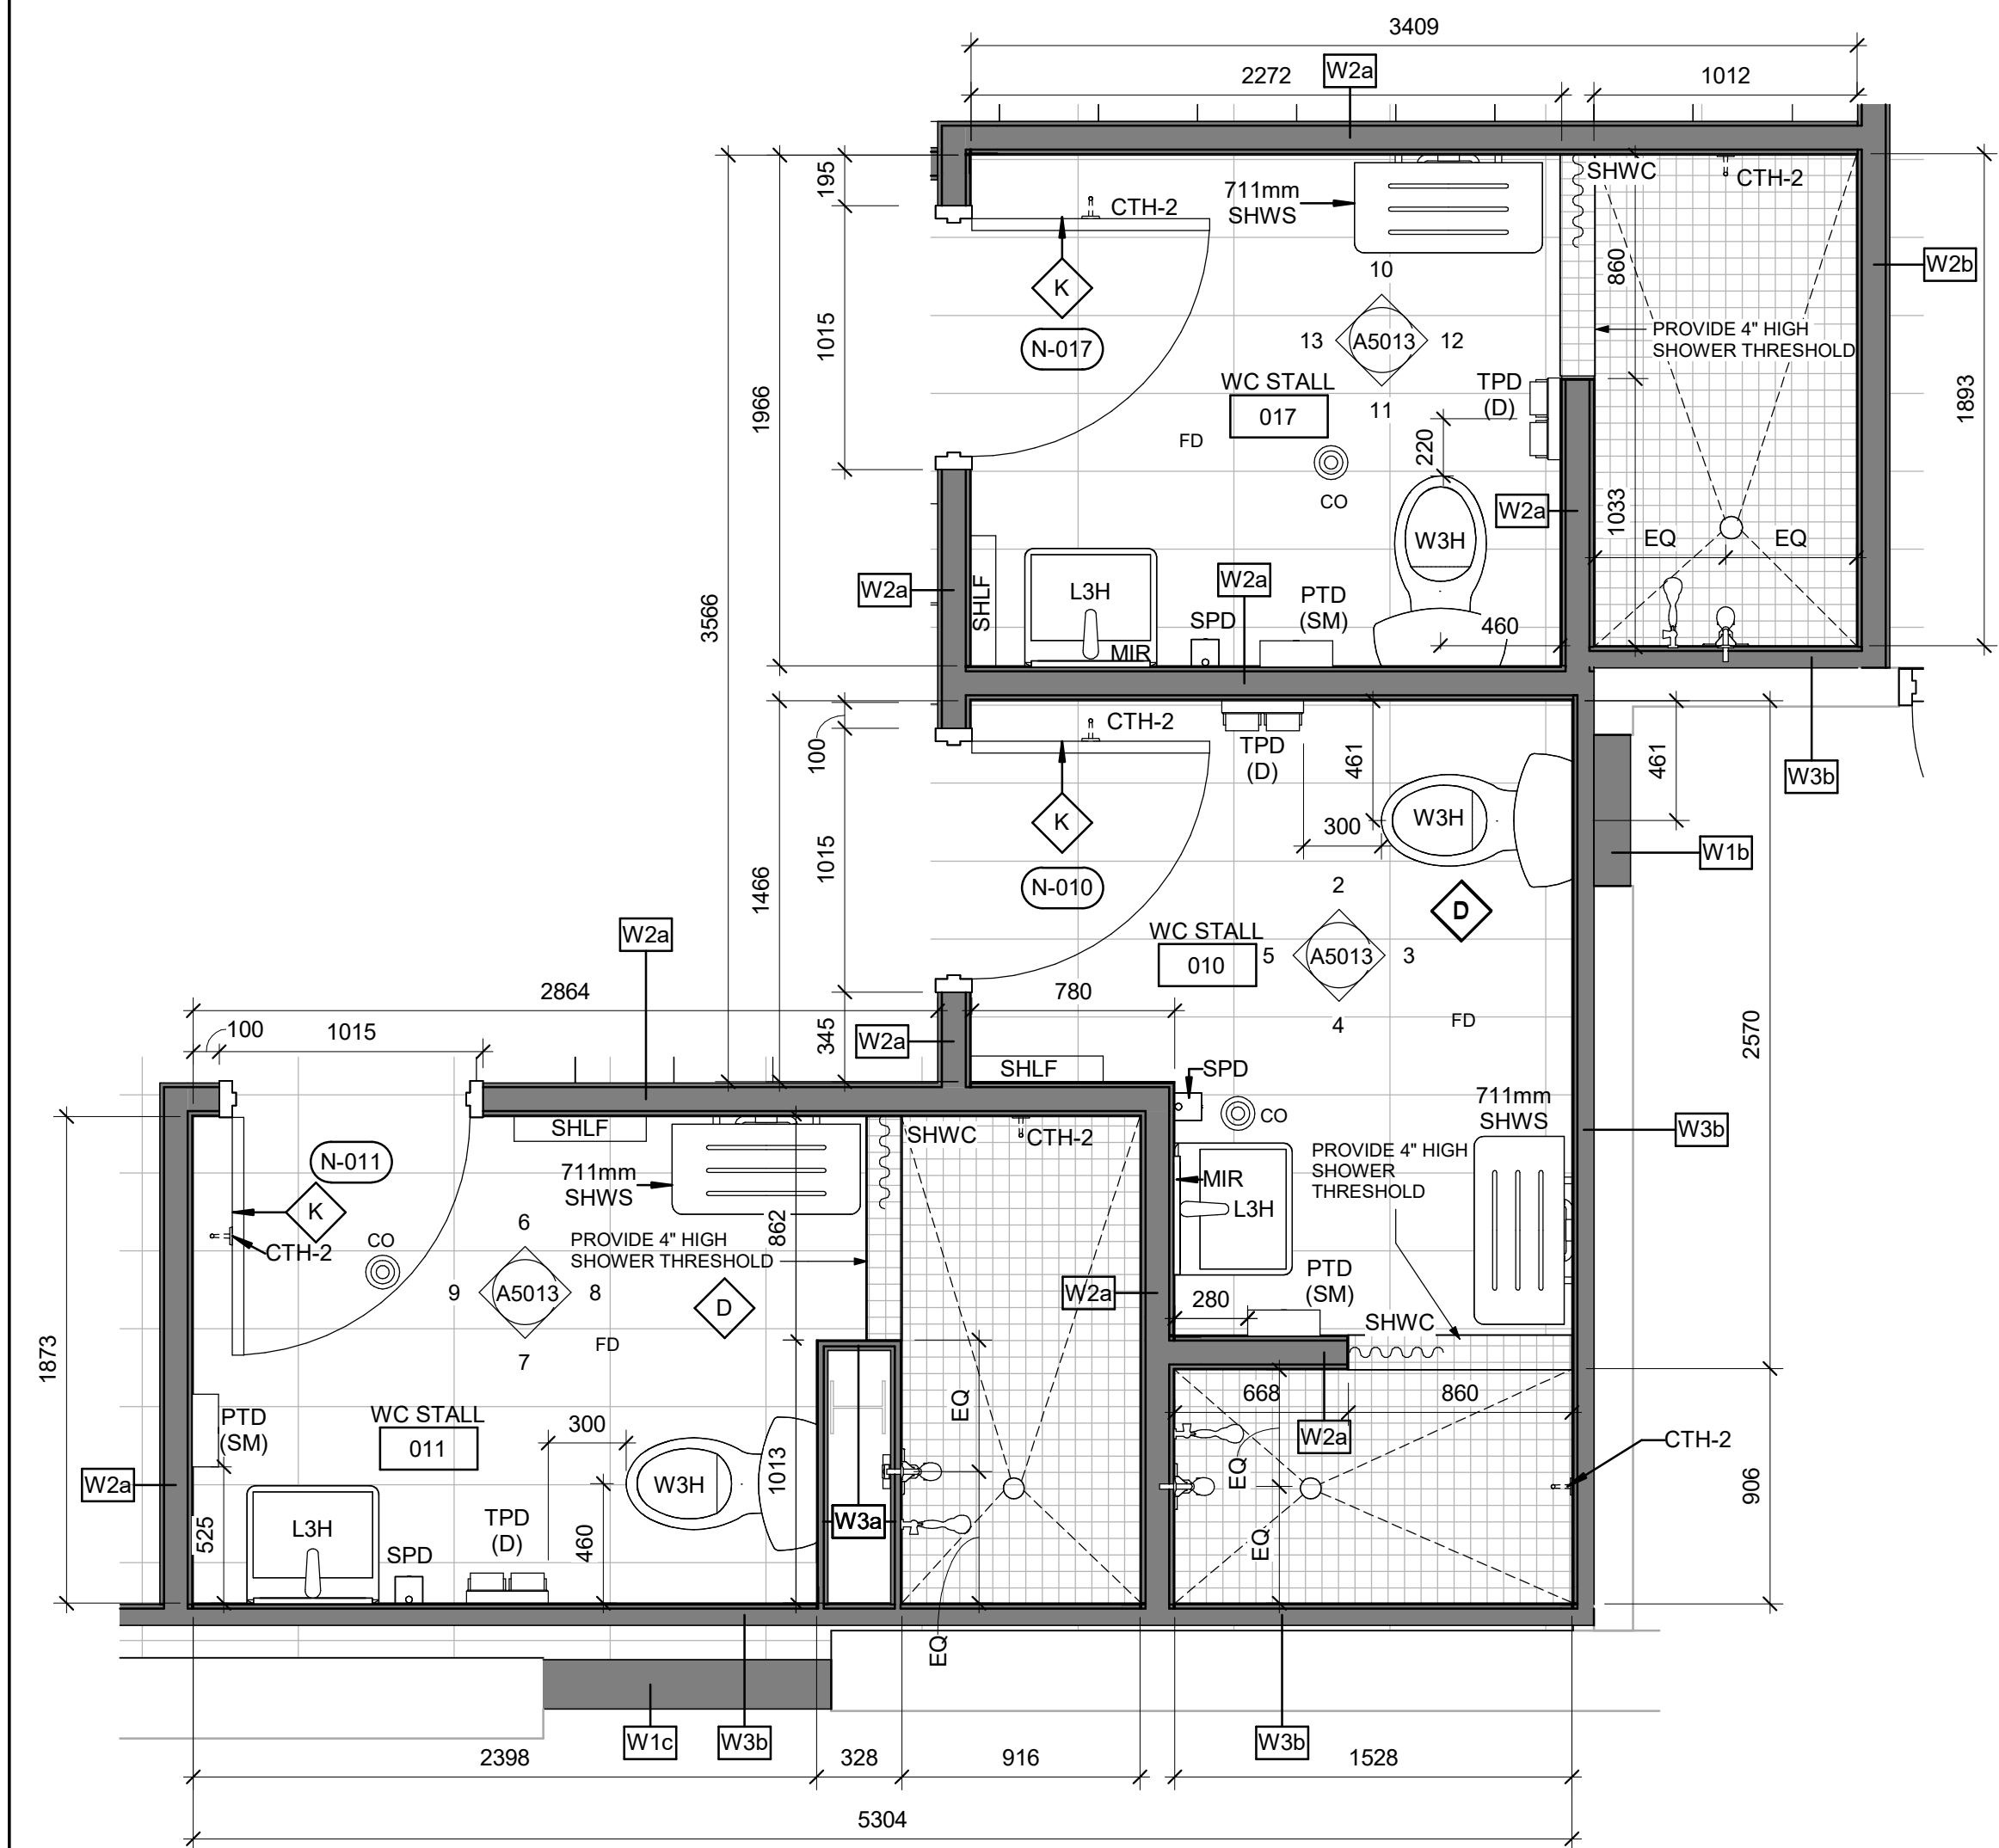 3409
2272
W2a
1012
195
711mm
SHWS
CTH-2
SHWC
CTH-2
W2b
860
10
K
1015
N-017
13
A5013
12
PROVIDE 4" HIGH
SHOWER THRESHOLD
WC STALL
017
11
TPD
(D)
1966
1893
FD
220
CO
W2a
1033
W3H
EQ
EQ
W2a
L3H
W2a
SHLF
PTD
(SM)
SPD
460
MIR
3566
CTH-2
100
TPD
(D)
461
461
W3b
W3H
K
300
1015
W1b
1466
N-010
2
D
W2a
WC STALL
010
5
A5013
3
2864
780
4
FD
100
1015
345
W2a
2570
SHLF
SPD
CO
711mm
SHWS
SHLF
SHWC
CTH-2
W3b
N-011
711mm
SHWS
PROVIDE 4" HIGH
SHOWER
THRESHOLD
MIR
L3H
K
862
6
CO
CTH-2
PROVIDE 4" HIGH
SHOWER THRESHOLD
9
A5013
8
D
W2a
PTD
(SM)
280
SHWC
FD
7
1873
668
860
EQ
PTD
(SM)
WC STALL
011
300
W2a
CTH-2
1013
W2a
W3H
EQ
906
525
L3H
TPD
(D)
W3a
460
SPD
EQ
EQ
W1c
W3b
W3b
2398
328
916
1528
5304